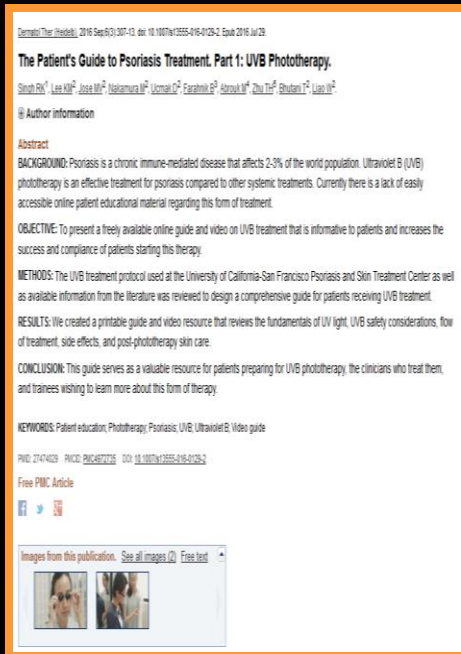 Dermatol Ther (Heidelb). 2016 Sep;6(3):307-13. doi: 10.1007/s13555-016-0129-2. Epub 2016 Jul 29.
The Patient's Guide to Psoriasis Treatment. Part 1: UVB Phototherapy.
Singh RK1, Lee KM2, Jose MV2, Nakamura M2, Ucmak D2, Farahnik B3, Abrouk M4, Zhu TH5, Bhutani T2, Liao W2.
Author information
Abstract
BACKGROUND: Psoriasis is a chronic immune-mediated disease that affects 2-3% of the world population. Ultraviolet B (UVB)
phototherapy is an effective treatment for psoriasis compared to other systemic treatments. Currently there is a lack of easily
accessible online patient educational material regarding this form of treatment.
OBJECTIVE: To present a freely available online guide and video on UVB treatment that is informative to patients and increases the
success and compliance of patients starting this therapy.
METHODS: The UVB treatment protocol used at the University of California-San Francisco Psoriasis and Skin Treatment Center as well
as available information from the literature was reviewed to design a comprehensive guide for patients receiving UVB treatment.
RESULTS: We created a printable guide and video resource that reviews the fundamentals of UV light, UVB safety considerations, flow
of treatment, side effects, and post-phototherapy skin care.
CONCLUSION: This guide serves as a valuable resource for patients preparing for UVB phototherapy, the clinicians who treat them,
and trainees wishing to learn more about this form of therapy.
KEYWORDS: Patient education; Phototherapy; Psoriasis; UVB; Ultraviolet B; Video guide
PMID: 27474029 PMCID: PMC4972735 DOI: 10.1007/s13555-016-0129-2
Free PMC Article
Images from this publication. See all images (2) Free text